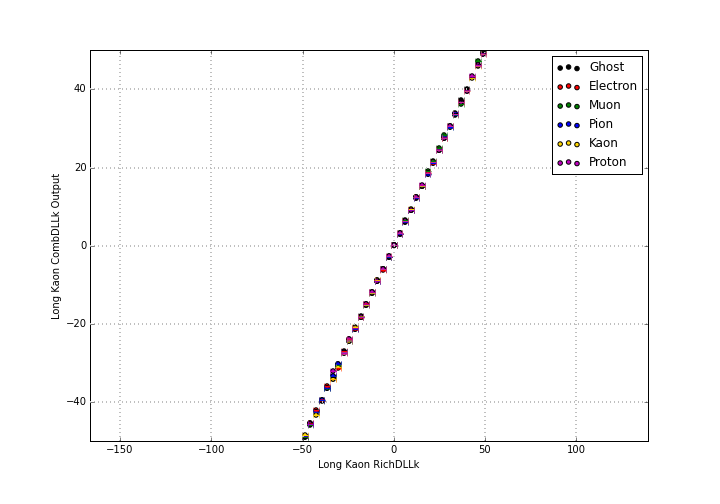 40
20
0
−20
−40
−150
−100
−50
0
50
100
Long Kaon RichDLLk
Long Kaon CombDLLk Output
Ghost
Electron
Muon
Pion
Kaon
Proton